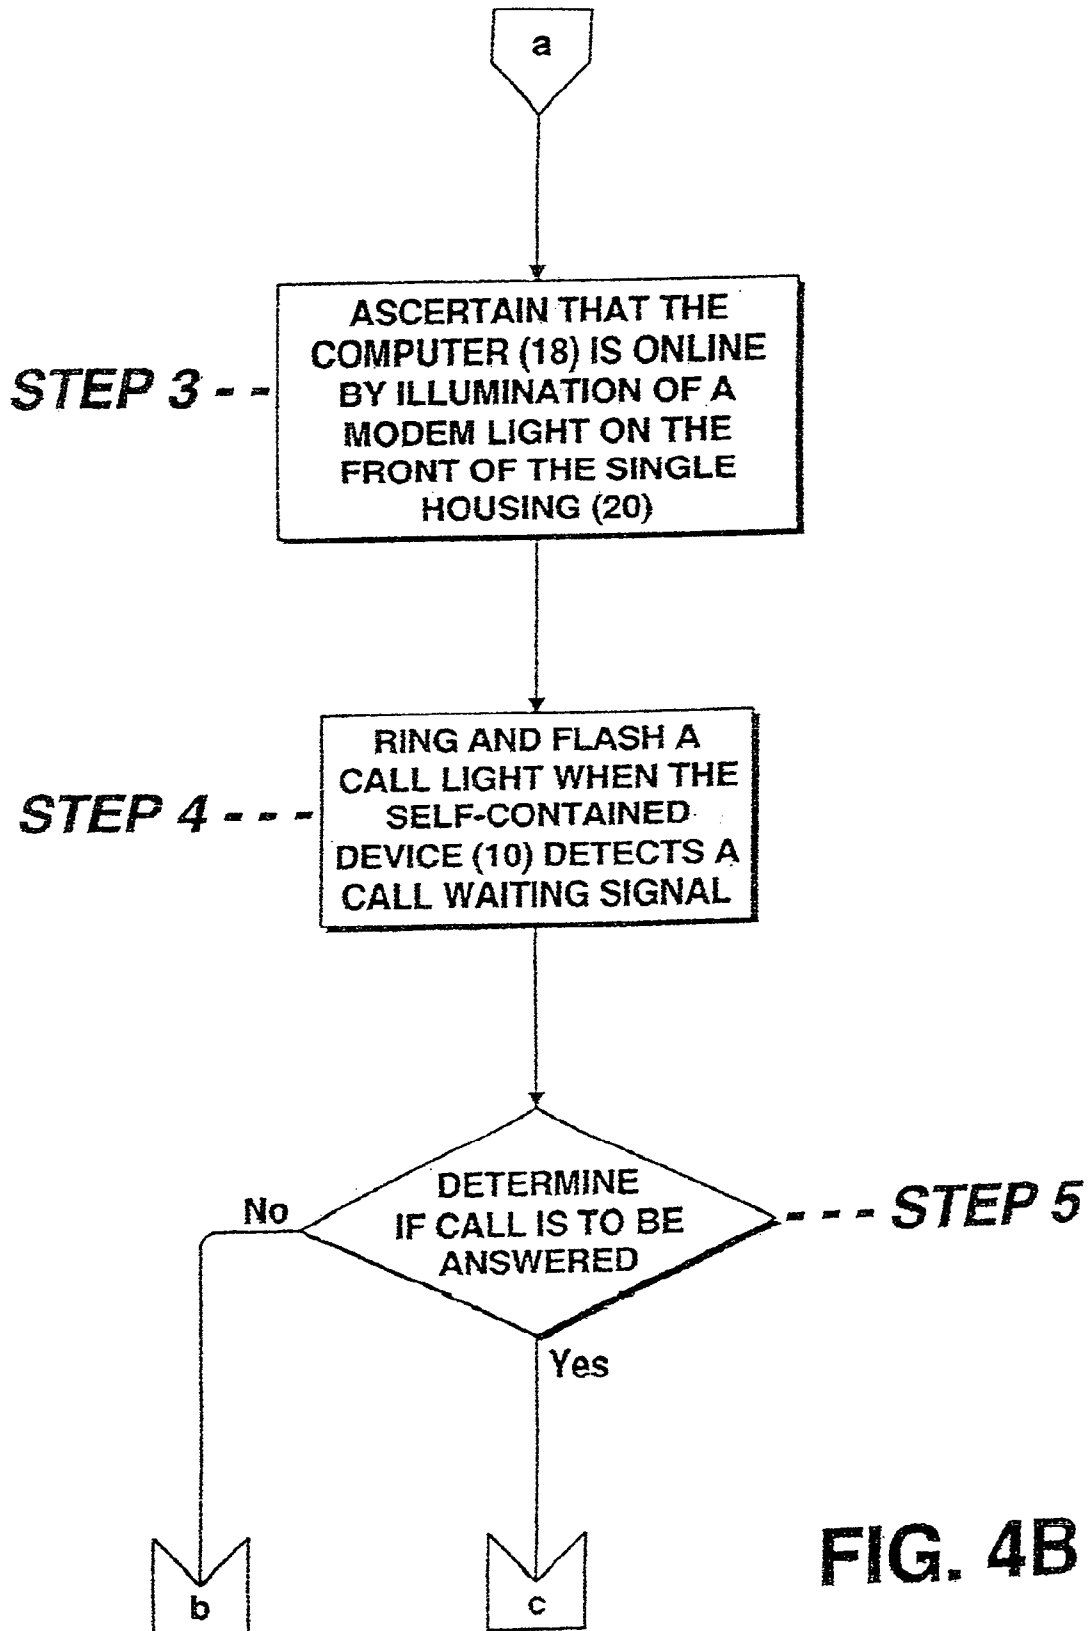 a
STEP 3 - -
ASCERTAIN THAT THE
COMPUTER (18) IS ONLINE
BY ILLUMINATION OF A
MODEM LIGHT ON THE
FRONT OF THE SINGLE
HOUSING (20)
STEP 4 - - -
RING AND FLASH A
CALL LIGHT WHEN THE
SELF-CONTAINED
DEVICE (10) DETECTS A
CALL WAITING SIGNAL
DETERMINE
IF CALL IS TO BE
ANSWERED
- - - STEP 5
No
Yes
b
c
FIG. 4B